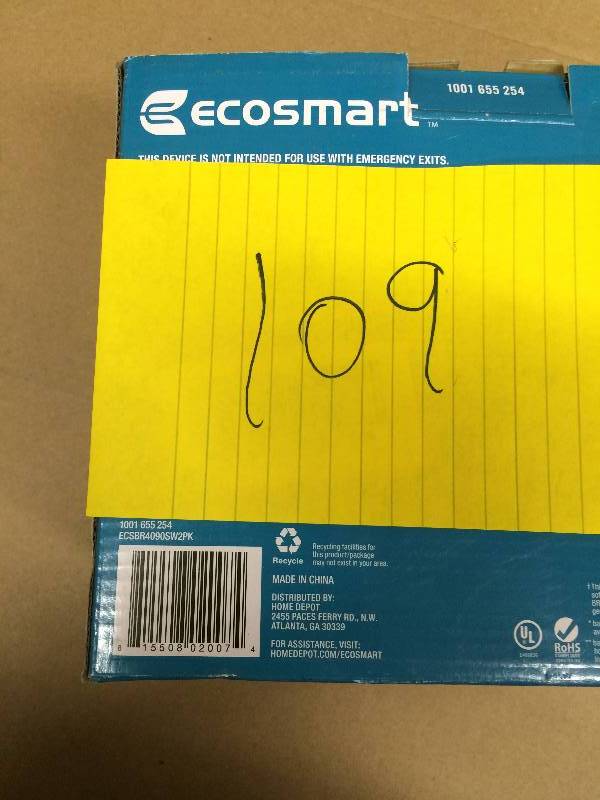 ecosmart™
1001 655 254
THIS DEVICE IS NOT INTENDED FOR USE WITH EMERGENCY EXITS.
109
1001 655 254
ECSBR4090SW2PK
8 15508 02007 4
Recycle
Recycling facilities for
this product/package
may not exist in your area.
MADE IN CHINA
DISTRIBUTED BY:
HOME DEPOT
2455 PACES FERRY RD., N.W.
ATLANTA, GA 30339
FOR ASSISTANCE, VISIT:
HOMEDEPOT.COM/ECOSMART
UL
RoHS